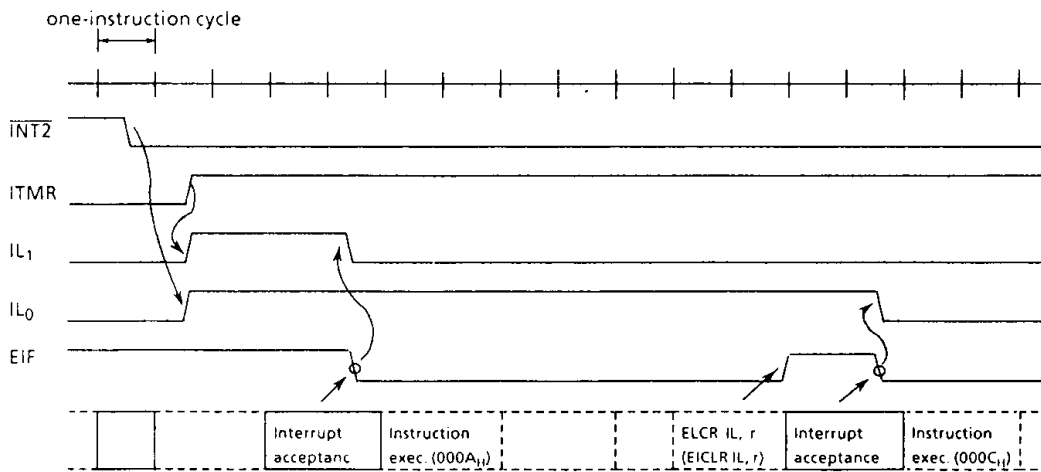 one-instruction cycle
INT2
ITMR
IL1
IL0
EIF
Interrupt
acceptanc
Instruction
exec. (000AH)
ELCR IL, r
(EICLR IL, r)
Interrupt
acceptance
Instruction
exec. (000CH)